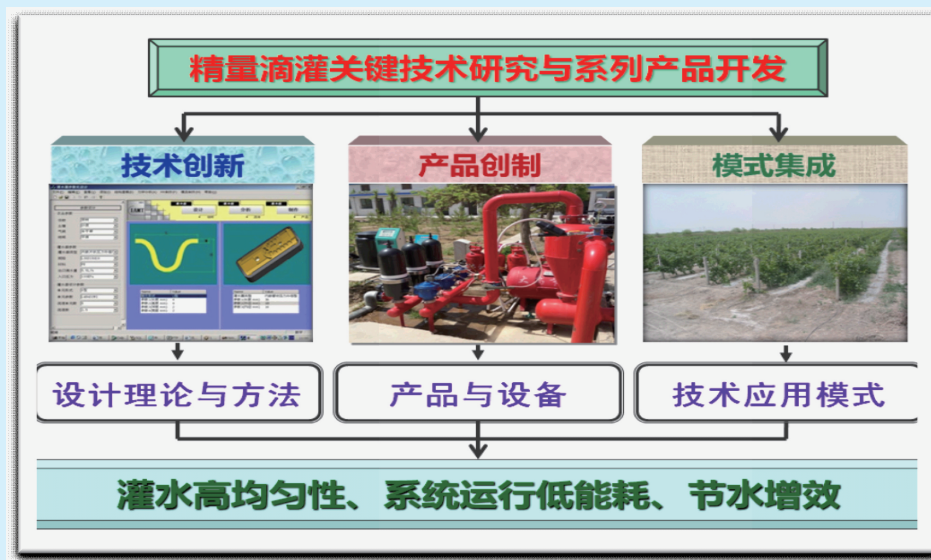 精量滴灌关键技术研究与系列产品开发
技术创新
产品创制
模式集成
设计理论与方法
产品与设备
技术应用模式
灌水高均匀性、系统运行低能耗、节水增效